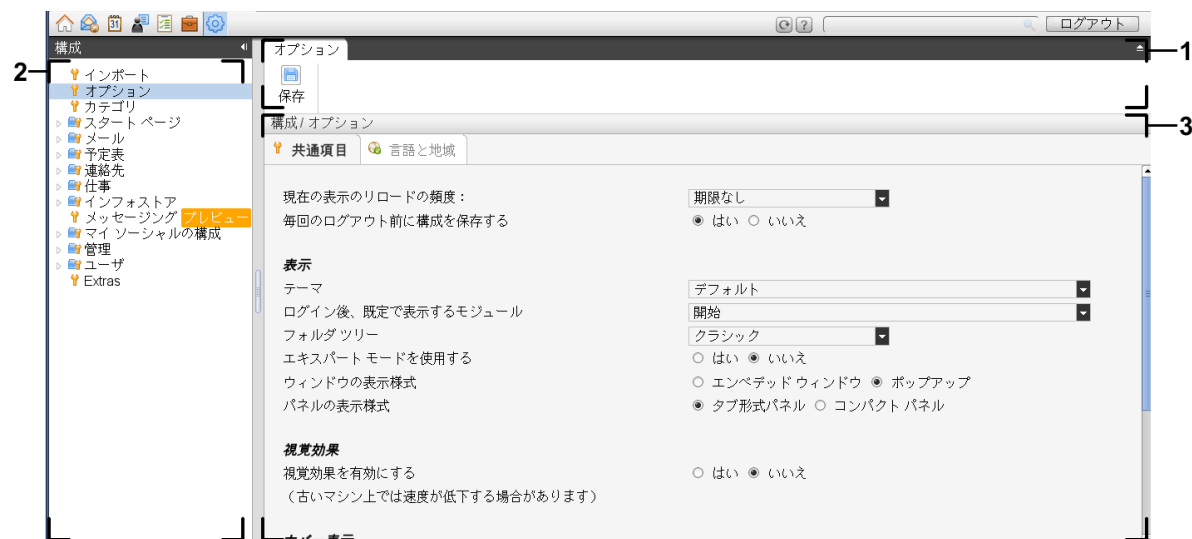 31
ログアウト
構成
オプション
1
2
インポート
オプション
カテゴリ
スタート ページ
メール
予定表
連絡先
仕事
インフォストア
メッセージング プレビュー
マイ ソーシャルの構成
管理
ユーザ
Extras
保存
構成/ オプション
3
共通項目
言語と地域
現在の表示のリロードの頻度：
期限なし
毎回のログアウト前に構成を保存する
はい いいえ
表示
テーマ
デフォルト
ログイン後、既定で表示するモジュール
開始
フォルダ ツリー
クラシック
エキスパート モードを使用する
はい いいえ
ウィンドウの表示様式
エンベデッド ウィンドウ ポップアップ
パネルの表示様式
タブ形式パネル コンパクト パネル
視覚効果
視覚効果を有効にする
はい いいえ
（古いマシン上では速度が低下する場合があります）